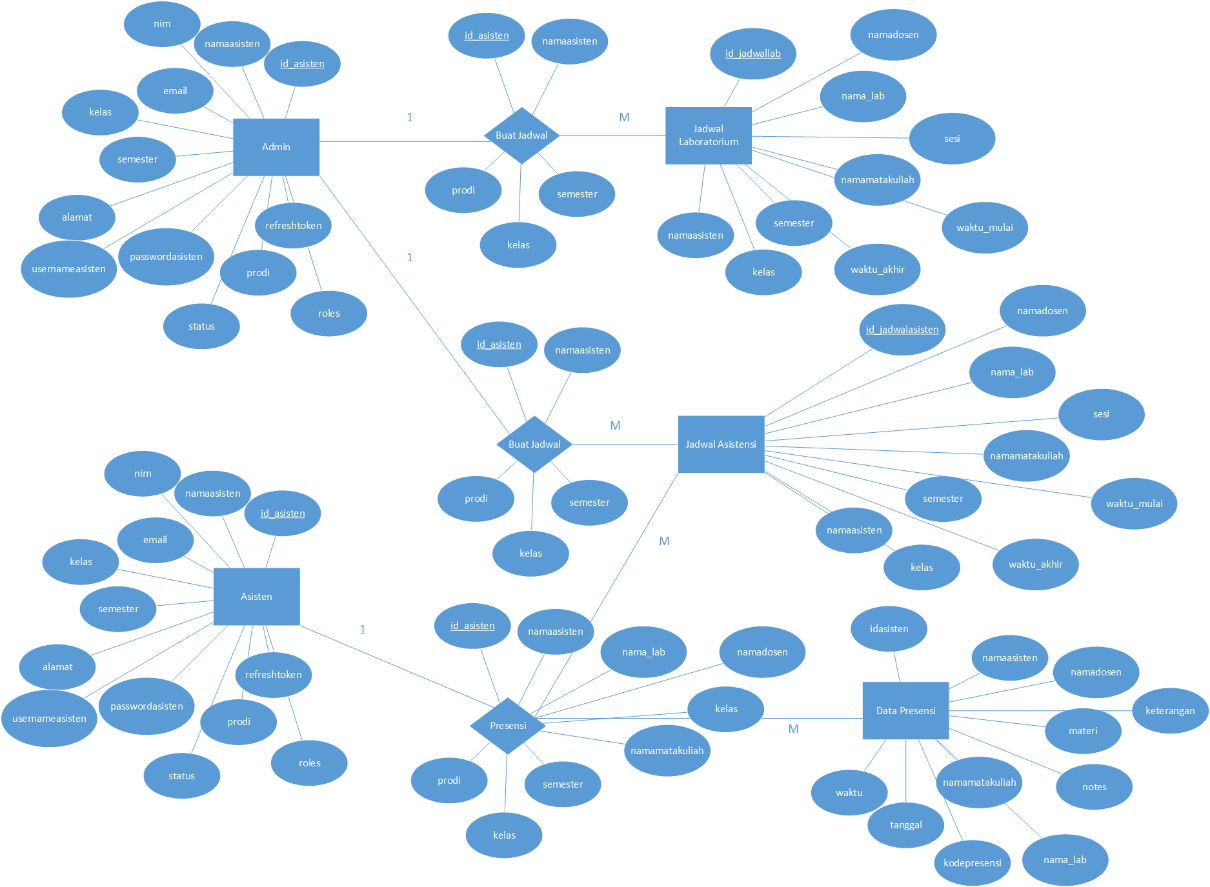 nim
namaasisten
id_asisten
email
kelas
Admin
semester
alamat
refreshtoken
usernameasisten
passwordasisten
prodi
roles
status
1
1
id_asisten
namaasisten
Buat Jadwal
prodi
semester
kelas
M
id_jadwallab
namadosen
nama_lab
Jadwal
Laboratorium
sesi
namamatakuliah
waktu_mulai
semester
namaasisten
waktu_akhir
kelas
id_asisten
namaasisten
Buat Jadwal
prodi
semester
kelas
M
id_jadwalasisten
namadosen
nama_lab
sesi
Jadwal Asistensi
namamatakuliah
semester
waktu_mulai
namaasisten
waktu_akhir
kelas
M
nim
namaasisten
id_asisten
email
kelas
Asisten
semester
alamat
refreshtoken
usernameasisten
passwordasisten
prodi
roles
status
1
id_asisten
namaasisten
nama_lab
namadosen
kelas
Presensi
namamatakuliah
prodi
semester
kelas
M
idasisten
namaasisten
namadosen
Data Presensi
keterangan
materi
namamatakuliah
notes
waktu
tanggal
kodepresensi
nama_lab